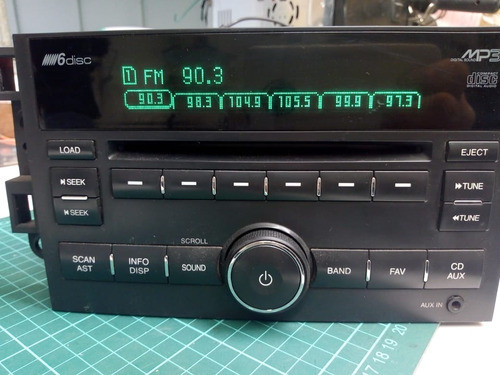 6disc
MP3
DIGITAL SOUND
COMPACT
disc
DIGITAL AUDIO
1 FM 90.3
90.3 98.3 104.9 105.5 99.9 97.3
LOAD
EJECT
SEEK
TUNE
SEEK
TUNE
SCROLL
SCAN
AST
INFO
DISP
SOUND
BAND
FAV
CD
AUX
AUX IN
17 18 19 20